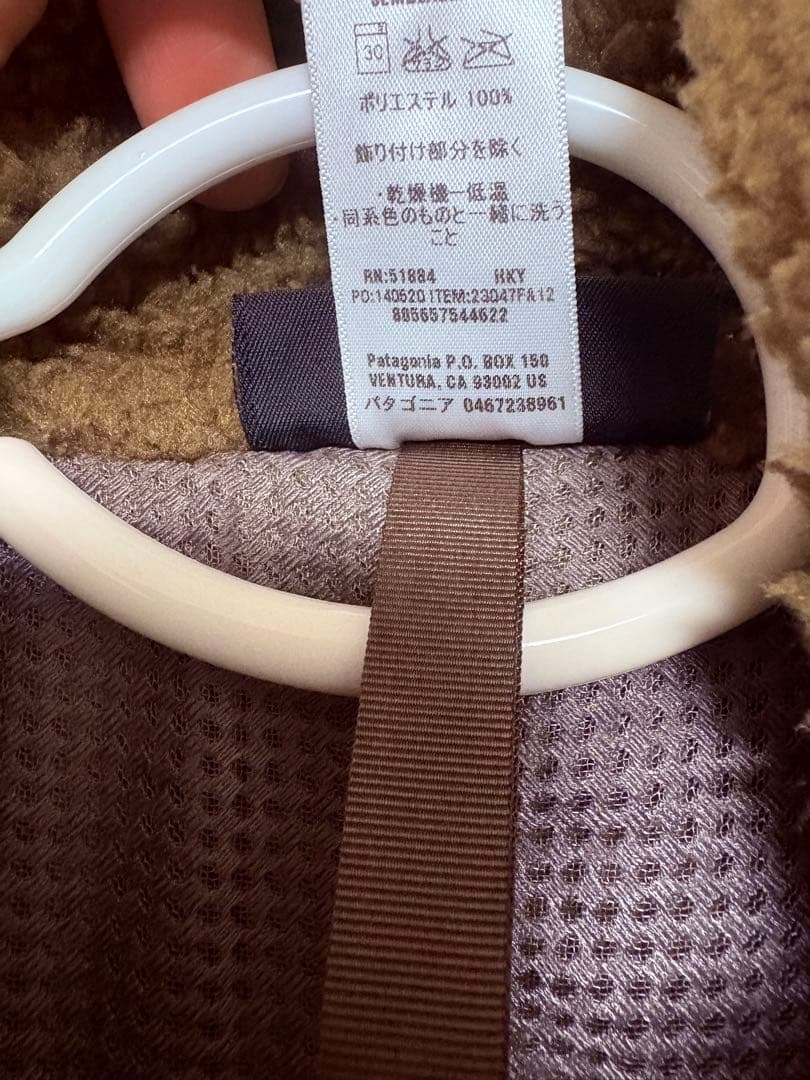 30
ポリエステル 100%
飾り付け部分を除く
・乾燥機ー低温
・同系色のものと一緒に洗う
こと
RN:51884 HKY
PO:140520 ITEM:23047FA12
805657544622
Patagonia P.O. BOX 150
VENTURA, CA 93002 US
パタゴニア 0467238961